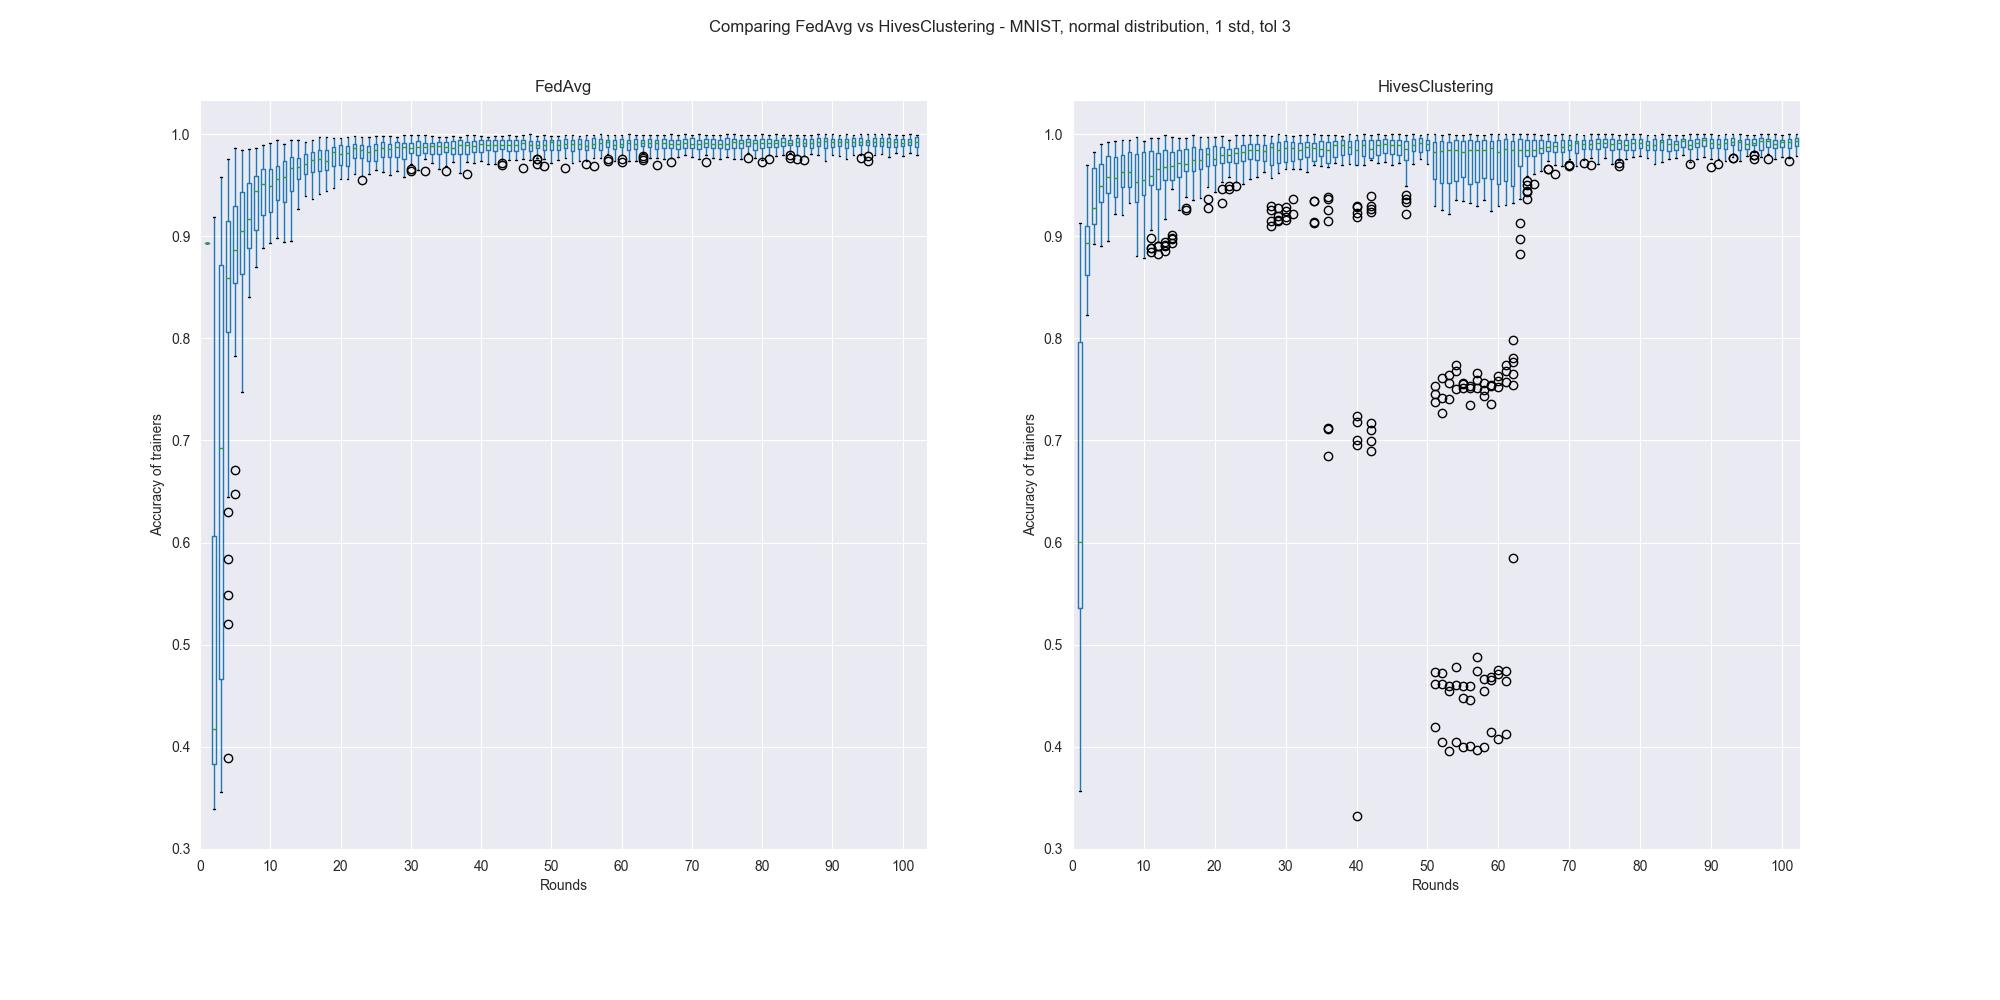 Comparing FedAvg vs HivesClustering - MNIST, normal distribution, 1 std, tol 3
FedAvg
1.0
0.9
0.8
0.7
0.6
0.5
0.4
0.3
Accuracy of trainers
0 10 20 30 40 50 60 70 80 90 100
Rounds
HivesClustering
1.0
0.9
0.8
0.7
0.6
0.5
0.4
0.3
Accuracy of trainers
0 10 20 30 40 50 60 70 80 90 100
Rounds